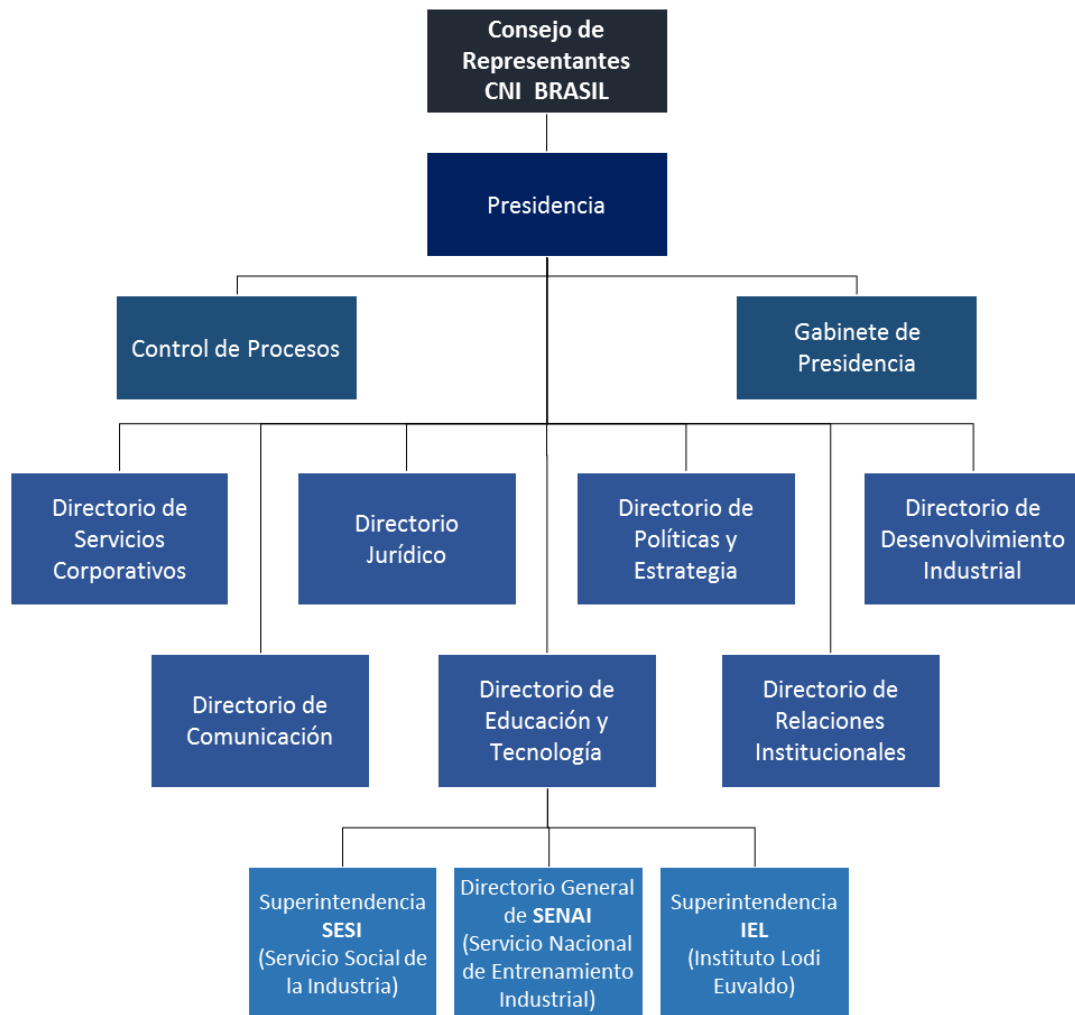 Consejo de
Representantes
CNI BRASIL
Presidencia
Control de Procesos
Gabinete de
Presidencia
Directorio de
Servicios
Corporativos
Directorio
Jurídico
Directorio de
Políticas y
Estrategia
Directorio de
Desenvolvimiento
Industrial
Directorio de
Comunicación
Directorio de
Educación y
Tecnología
Directorio de
Relaciones
Institucionales
Superintendencia
SESI
(Servicio Social de
la Industria)
Directorio General
de SENAI
(Servicio Nacional
de Entrenamiento
Industrial)
Superintendencia
IEL
(Instituto Lodi
Euvaldo)